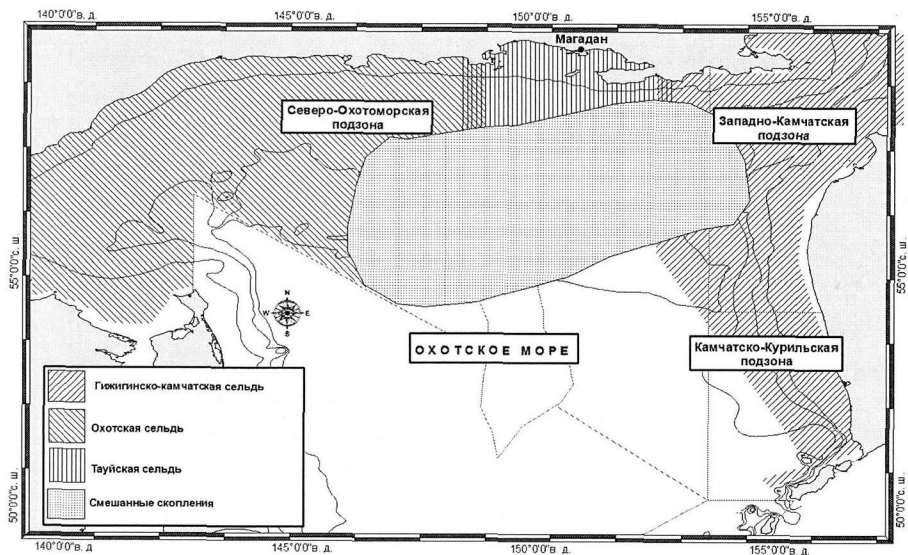 140°0'0"в. д.
145°0'0"в. д.
150°0'0"в. д.
155°0'0"в. д.
Магадан
Северо-Охотоморская
подзона
Западно-Камчатская
подзона
55°0'0"с. ш.
55°0'0"с. ш.
N
W
E
S
ОХОТСКОЕ МОРЕ
Камчатско-Курильская
подзона
Гижигинско-камчатская сельдь
Охотская сельдь
Тауйская сельдь
Смешанные скопления
50°0'0"с. ш.
50°0'0"с. ш.
140°0'0"в. д
145°0'0"в. д.
150°0'0"в. д.
155°0'0"в. д.